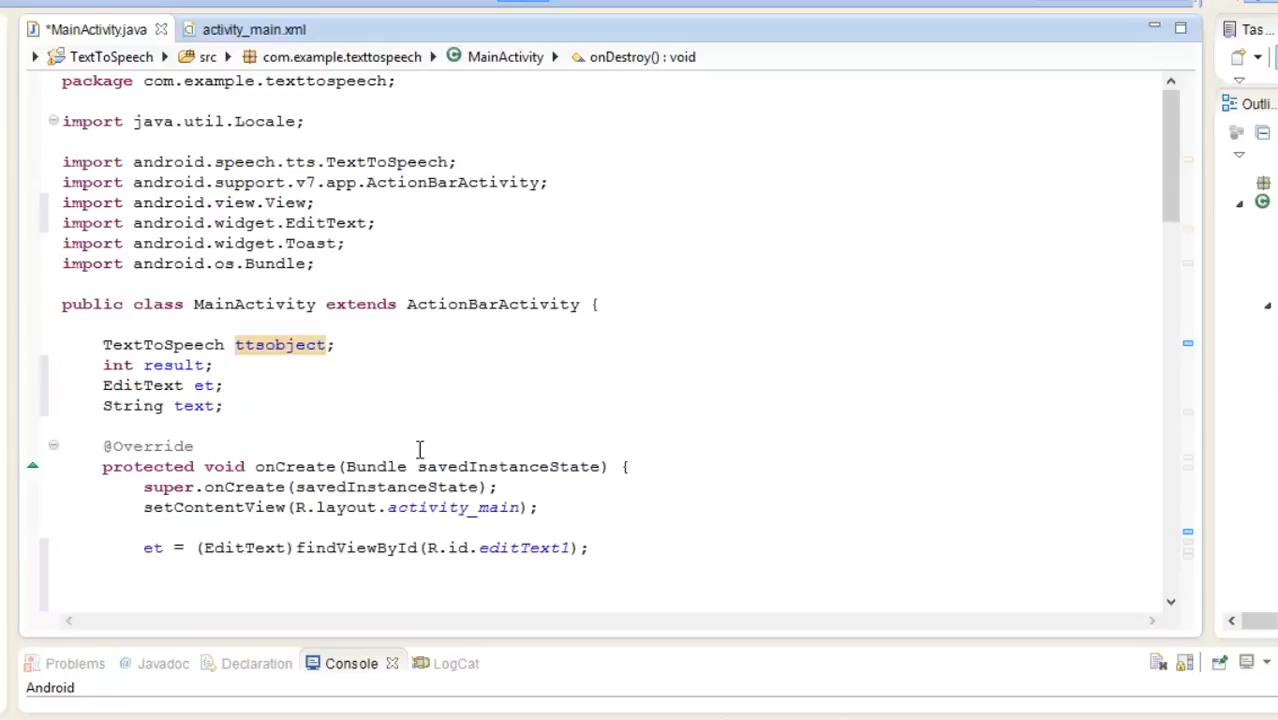 *MainActivity.java activity_main.xml
TextToSpeech src com.example.texttospeech MainActivity onDestroy() : void
package com.example.texttospeech;
import java.util.Locale;
import android.speech.tts.TextToSpeech;
import android.support.v7.app.ActionBarActivity;
import android.view.View;
import android.widget.EditText;
import android.widget.Toast;
import android.os.Bundle;
public class MainActivity extends ActionBarActivity {
TextToSpeech ttsobject;
int result;
EditText et;
String text;
@Override
protected void onCreate(Bundle savedInstanceState) {
super.onCreate(savedInstanceState);
setContentView(R.layout.activity_main);
et = (EditText)findViewById(R.id.editText1);
Problems @ Javadoc Declaration Console LogCat
Android
Tas...
Outli...